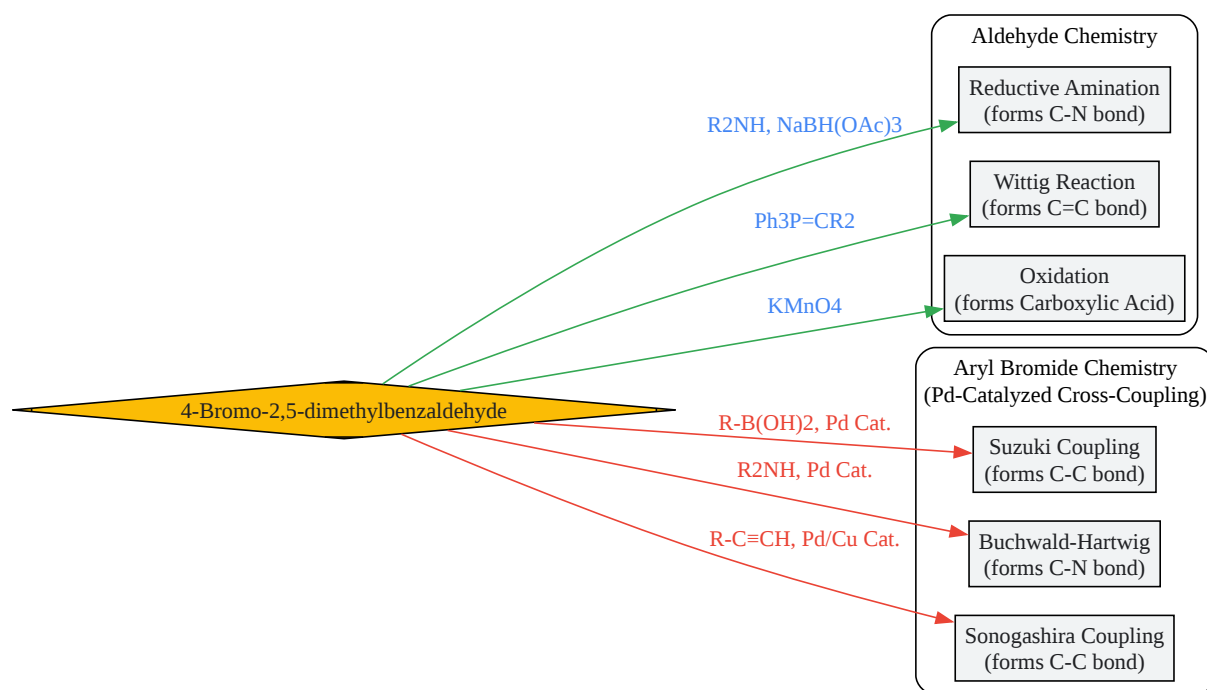 Aldehyde Chemistry
Reductive Amination
(forms C-N bond)
R2NH, NaBH(OAc)3
Wittig Reaction
(forms C=C bond)
Ph3P=CR2
Oxidation
(forms Carboxylic Acid)
KMnO4
4-Bromo-2,5-dimethylbenzaldehyde
Aryl Bromide Chemistry
(Pd-Catalyzed Cross-Coupling)
R-B(OH)2, Pd Cat.
Suzuki Coupling
(forms C-C bond)
R2NH, Pd Cat.
Buchwald-Hartwig
(forms C-N bond)
R-C≡CH, Pd/Cu Cat.
Sonogashira Coupling
(forms C-C bond)